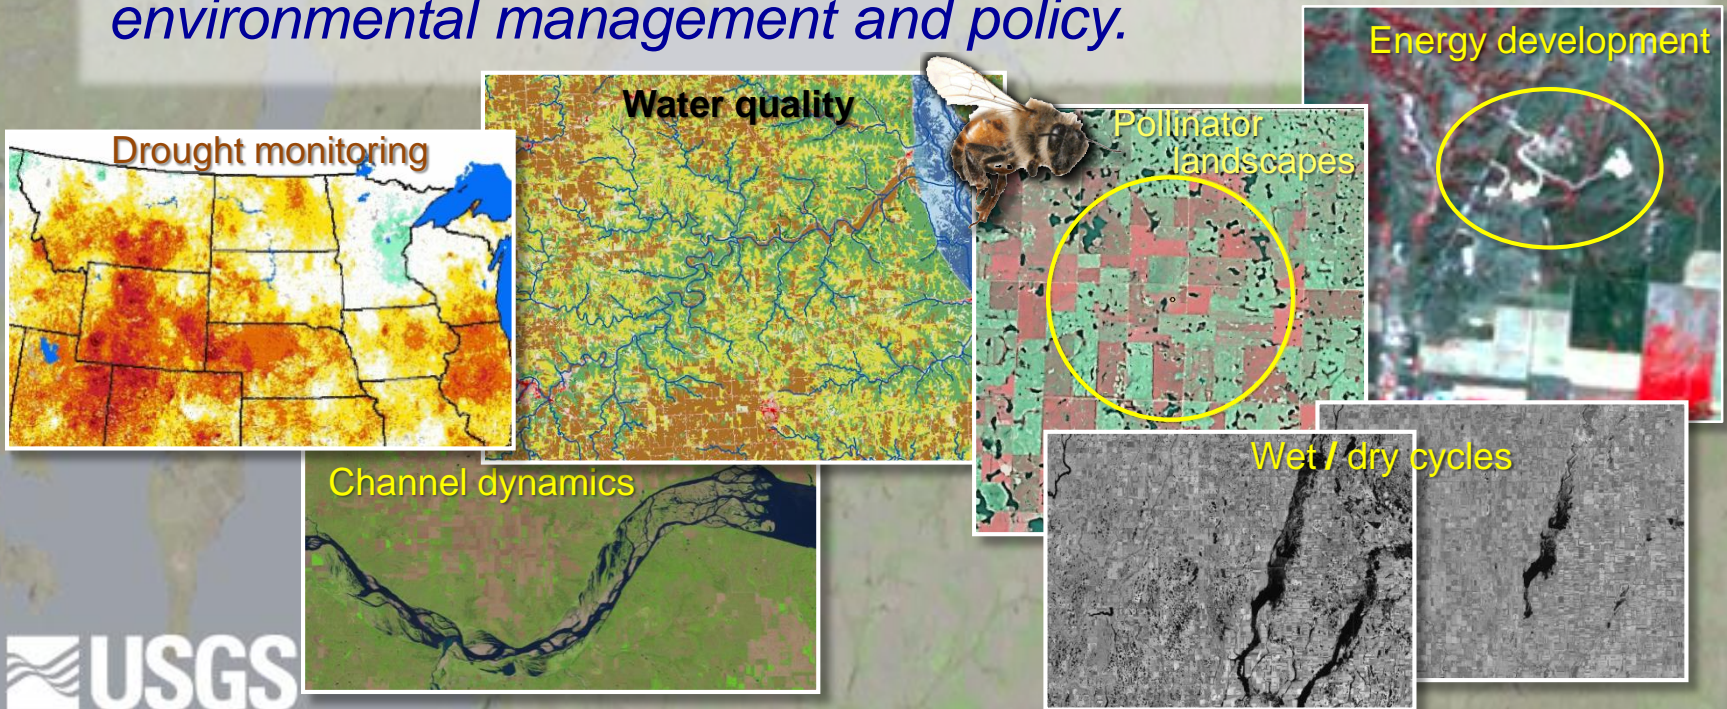 environmental management and policy.
Energy development
Water quality
Pollinator
landscapes
Drought monitoring
Wet / dry cycles
Channel dynamics
USGS